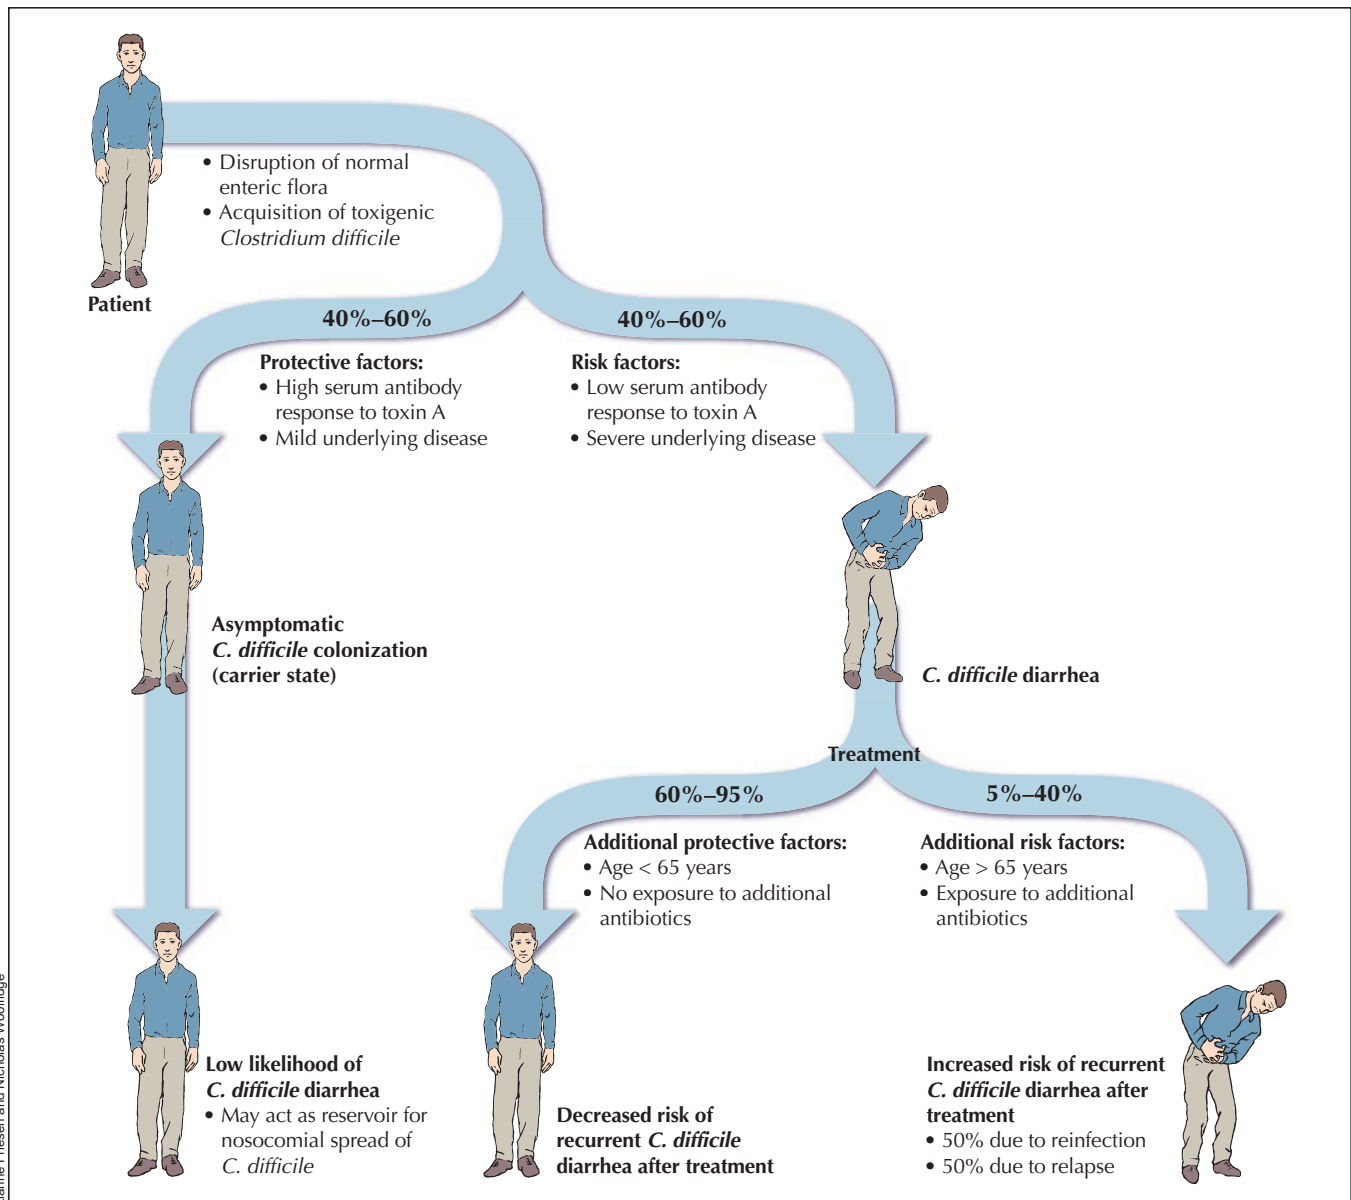 • Disruption of normal
enteric flora
• Acquisition of toxigenic
Clostridium difficile
Patient
40%–60%
Protective factors:
• High serum antibody
response to toxin A
• Mild underlying disease
40%–60%
Risk factors:
• Low serum antibody
response to toxin A
• Severe underlying disease
Asymptomatic
C. difficile colonization
(carrier state)
C. difficile diarrhea
Treatment
60%–95%
Additional protective factors:
• Age < 65 years
• No exposure to additional
antibiotics
5%–40%
Additional risk factors:
• Age > 65 years
• Exposure to additional
antibiotics
Low likelihood of
C. difficile diarrhea
• May act as reservoir for
nosocomial spread of
C. difficile
Decreased risk of
recurrent C. difficile
diarrhea after treatment
Increased risk of recurrent
C. difficile diarrhea after
treatment
• 50% due to reinfection
• 50% due to relapse
Friesen and Nicholas Woolridge